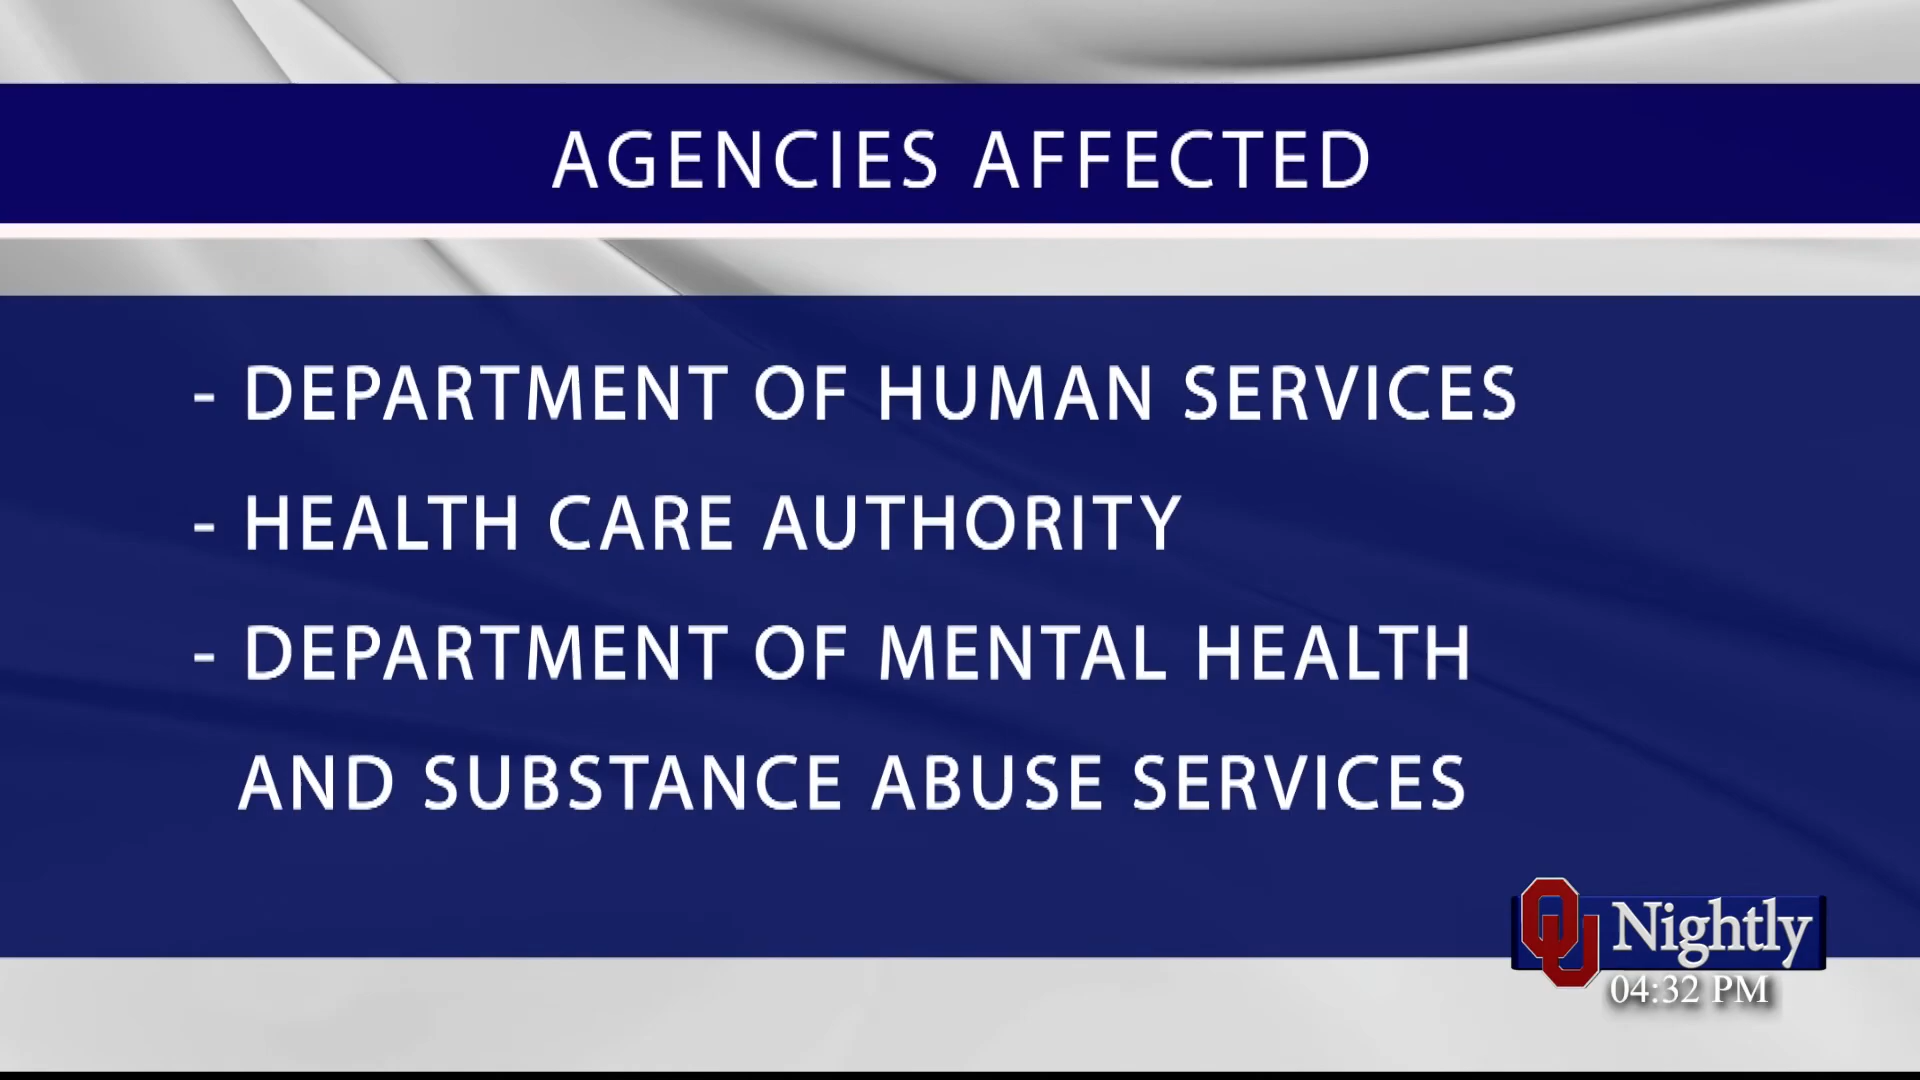 AGENCIES AFFECTED
- DEPARTMENT OF HUMAN SERVICES
- HEALTH CARE AUTHORITY
- DEPARTMENT OF MENTAL HEALTH
AND SUBSTANCE ABUSE SERVICES
OU Nightly
04:32 PM